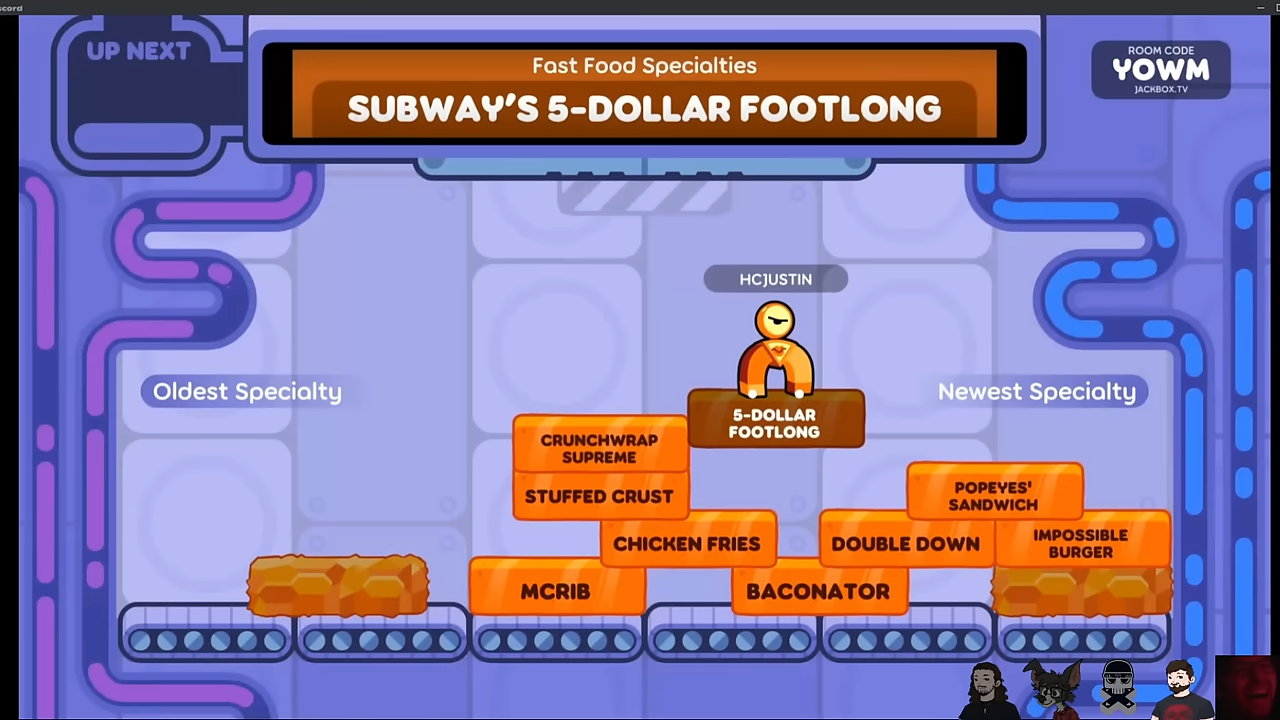 cord
UP NEXT
Fast Food Specialties
SUBWAY'S 5-DOLLAR FOOTLONG
ROOM CODE
YOWM
JACKBOX.TV
HCJUSTIN
Oldest Specialty
Newest Specialty
5-DOLLAR
FOOTLONG
CRUNCHWRAP
SUPREME
STUFFED CRUST
POPEYES'
SANDWICH
CHICKEN FRIES
DOUBLE DOWN
IMPOSSIBLE
BURGER
MCRIB
BACONATOR